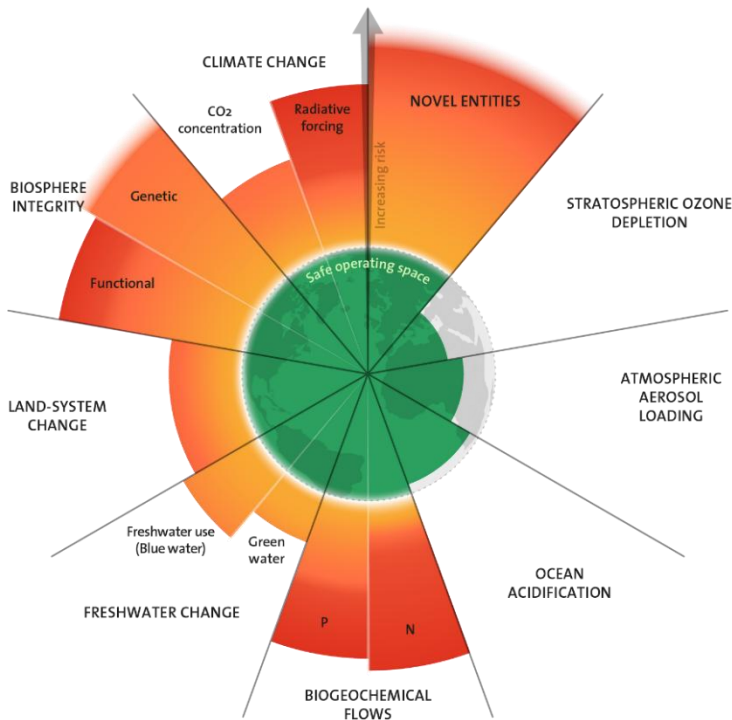 CLIMATE CHANGE
CO2
concentration
Radiative
forcing
NOVEL ENTITIES
Increasing risk
BIOSPHERE
INTEGRITY
Genetic
Functional
STRATOSPHERIC OZONE
DEPLETION
Safe operating space
ATMOSPHERIC
AEROSOL
LOADING
LAND-SYSTEM
CHANGE
Freshwater use
(Blue water)
Green
water
FRESHWATER CHANGE
P
N
OCEAN
ACIDIFICATION
BIOGEOCHEMICAL
FLOWS